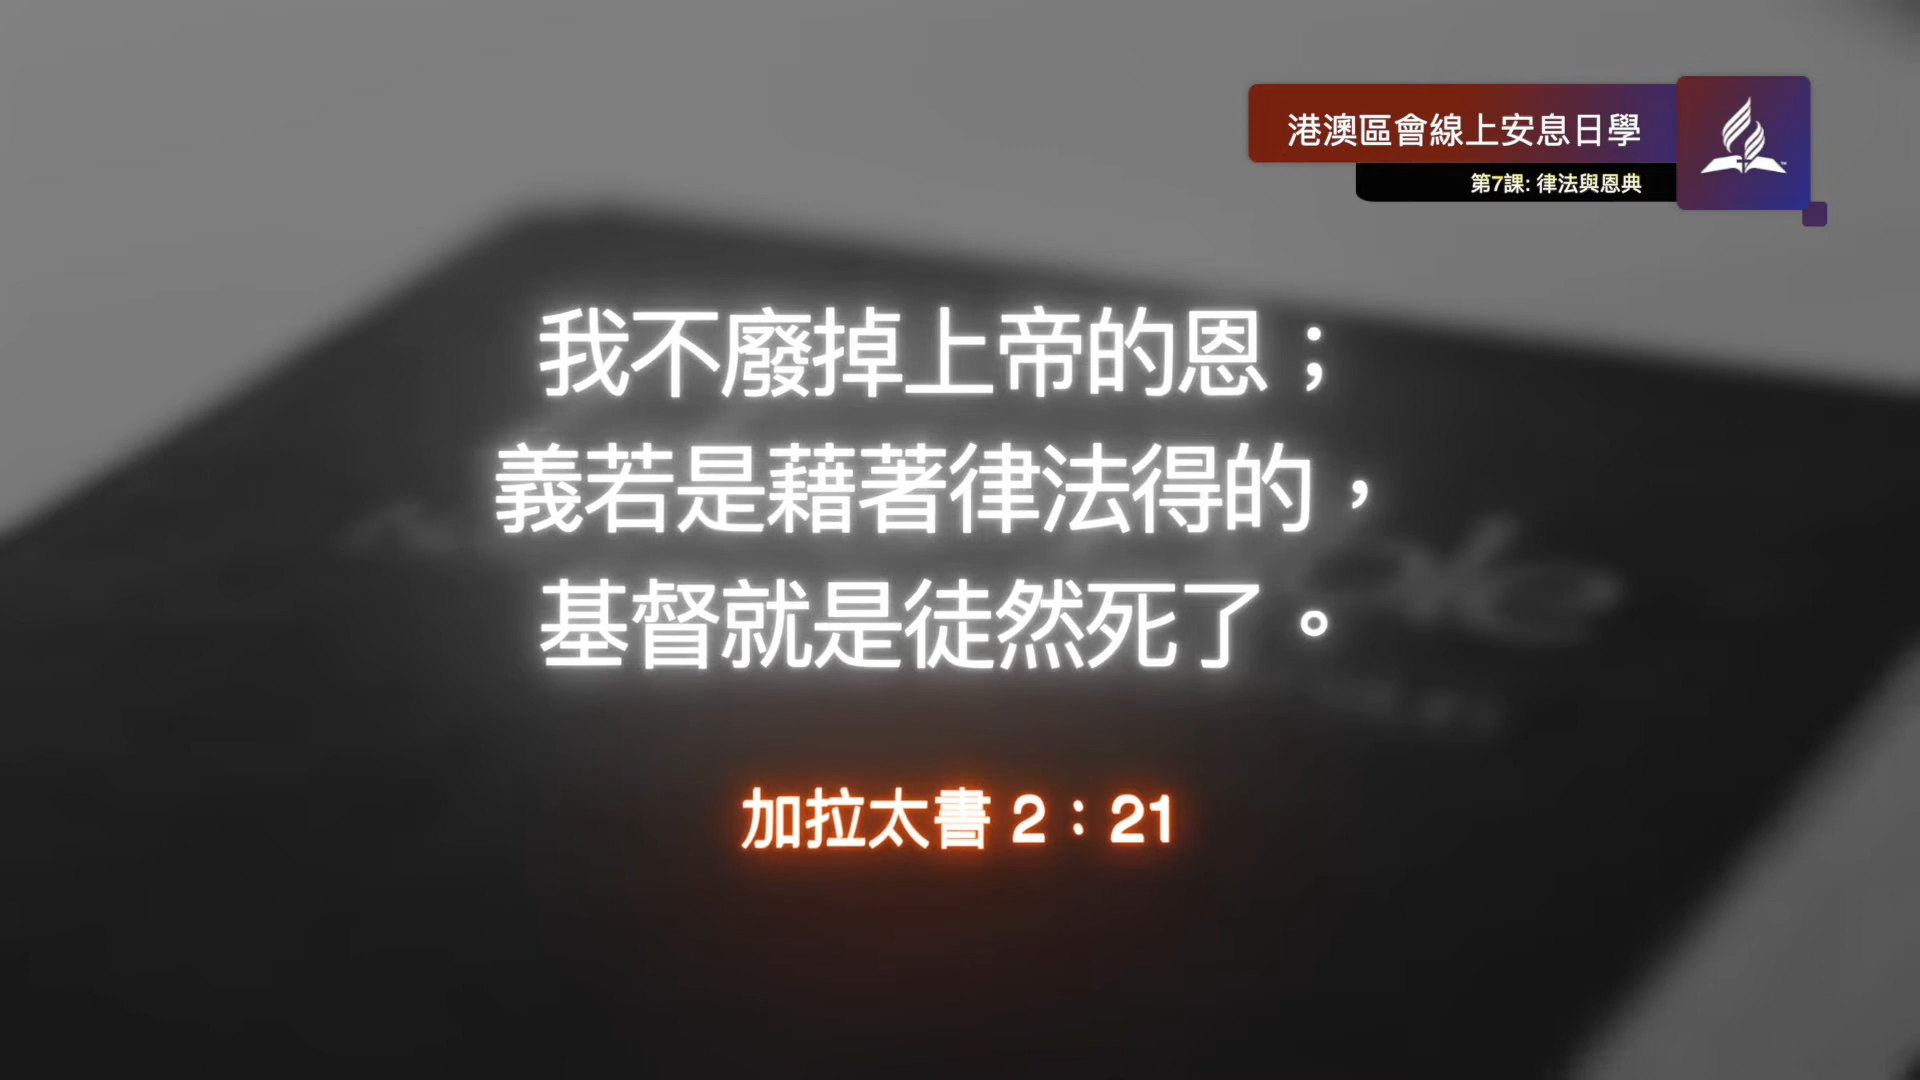 港澳區會線上安息日學
第7課: 律法與恩典
我不廢掉上帝的恩；
義若是藉著律法得的，
基督就是徒然死了。
加拉太書 2：21